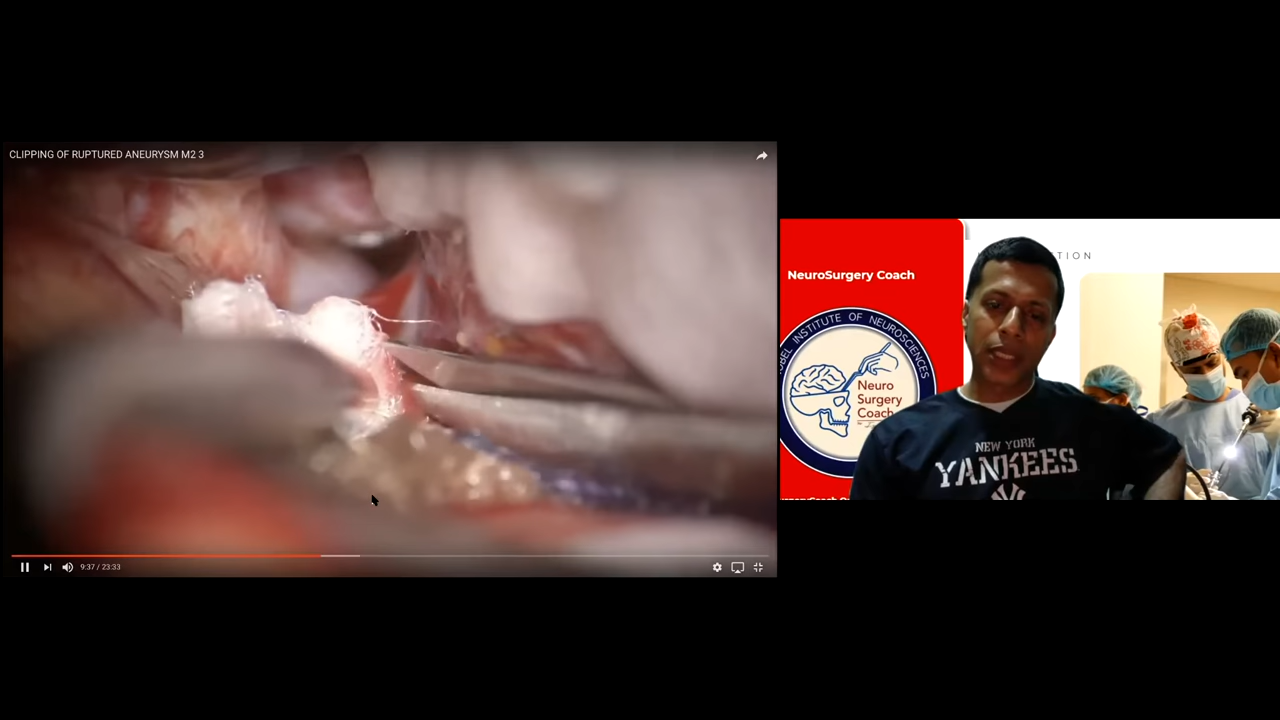 CLIPPING OF RUPTURED ANEURYSM M2 3
9:37 / 23:33
NeuroSurgery Coach
TION
INSTITUTE OF NEUROSCIENCES
Neuro
Surgery
Coach
NEW YORK
YANKEES